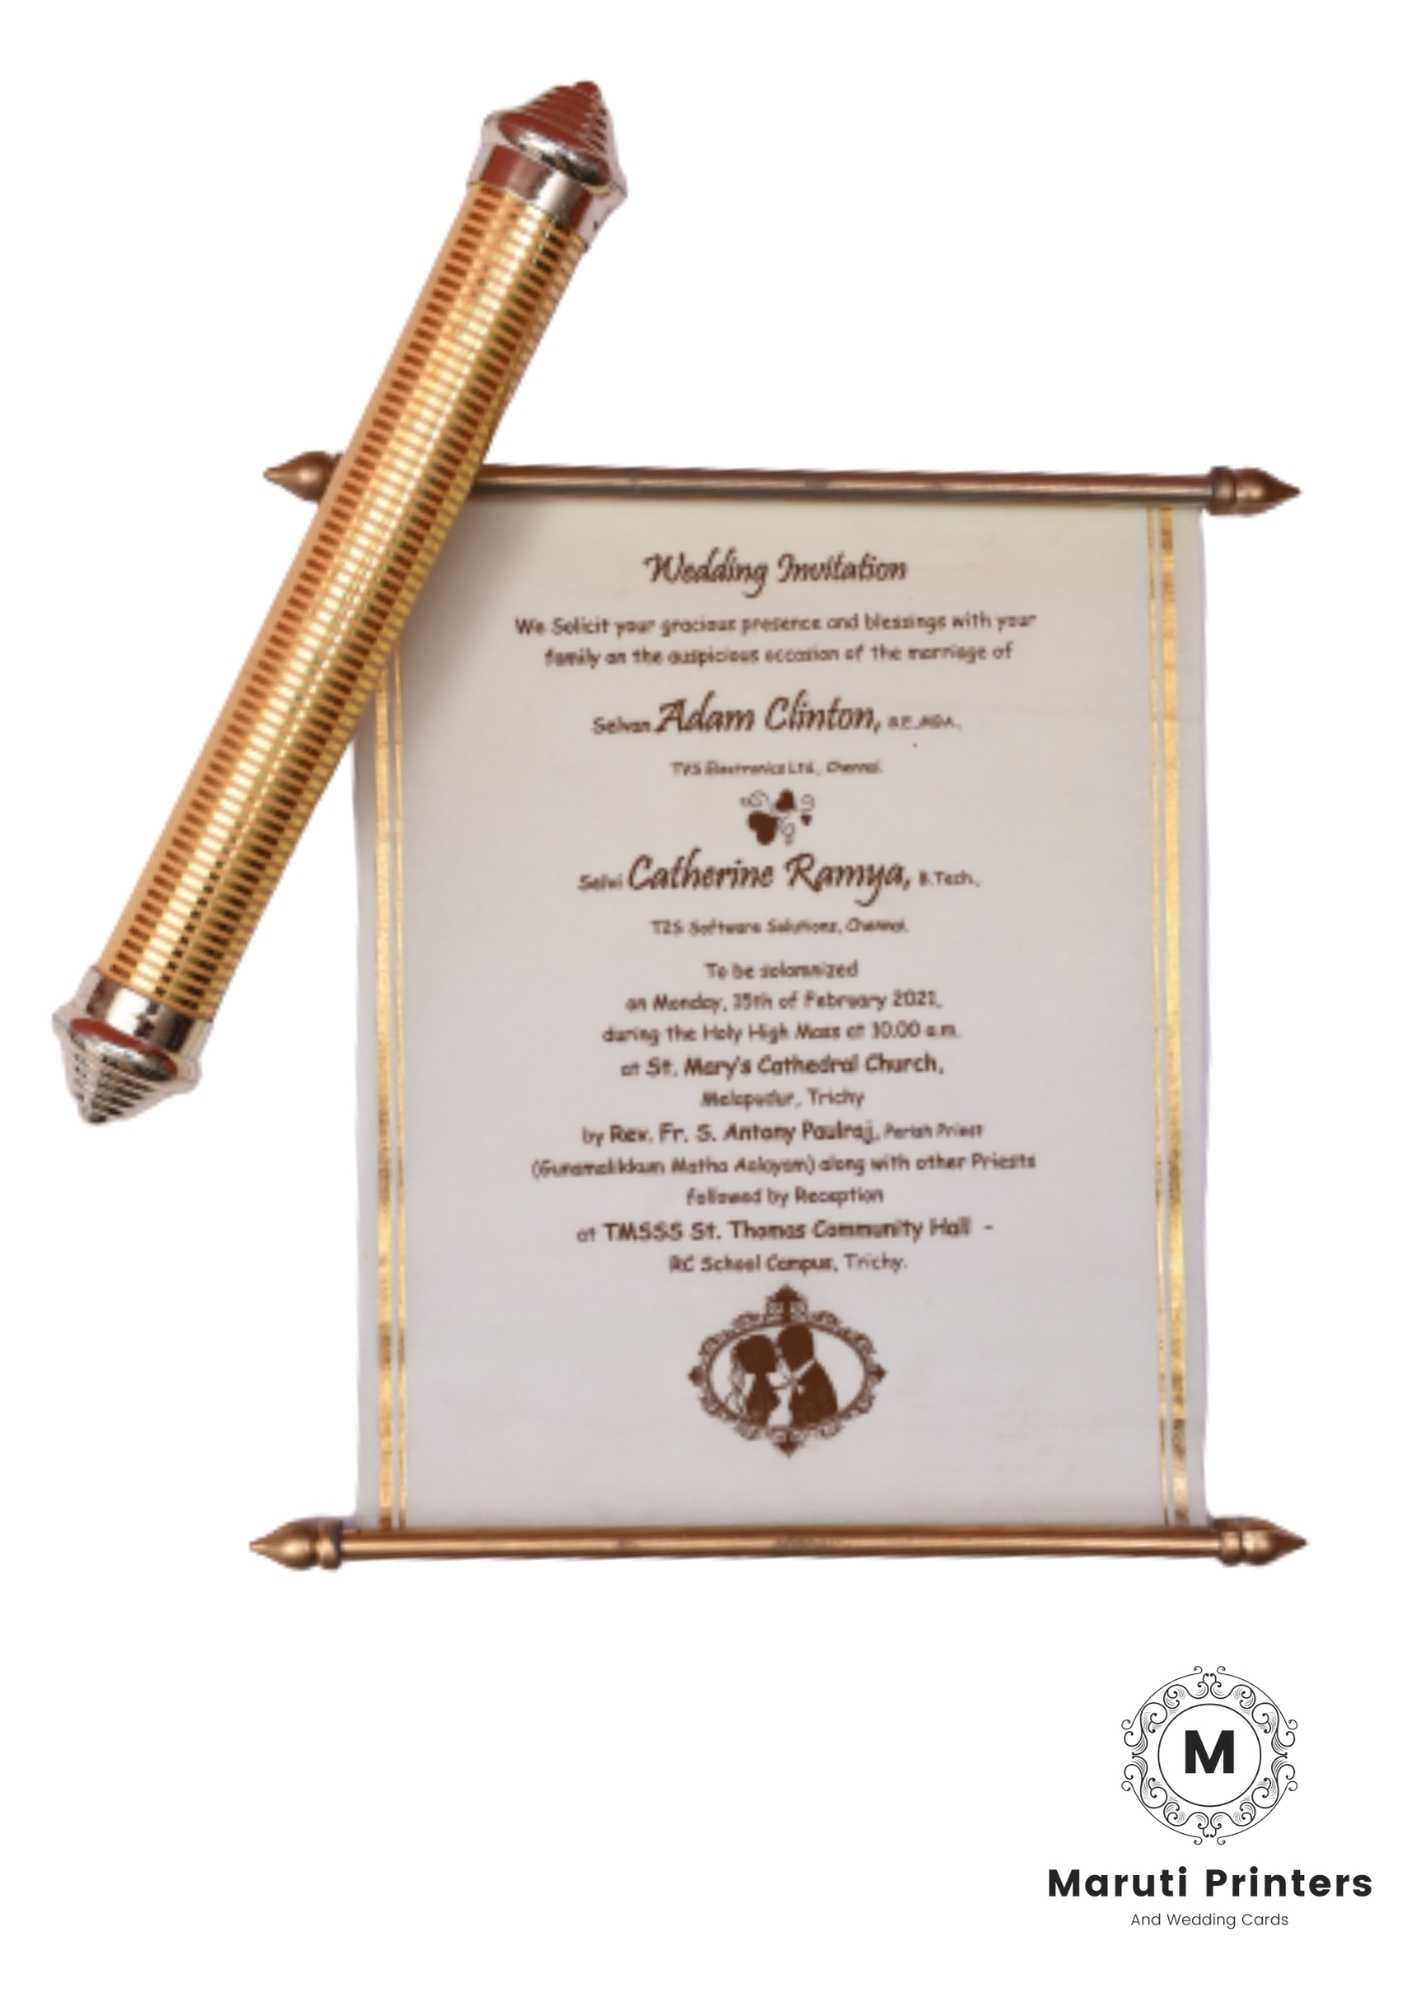 Wedding Invitation
We Solicit your gracious presence and blessings with your
family on the auspicious occasion of the marriage of
Selvan Adam Clinton, B.E.,MBA.,
TVS Electronics Ltd., Chennai.
Selvi Catherine Ramya, B.Tech.,
Software Solutions, Chennai.
To be solomnized
on Monday, 15th of February 2021,
during the Holy High Mass at 10.00 a.m.
at St. Mary's Cathedral Church,
Melapudur, Trichy
by Rev. Fr. S. Antony Paulraj, Parish Priest
(Gunamalikkum Matha Aalayam) along with other Priests
followed by Reception
at TMSSS St. Thomas Community Hall -
RC School Campus, Trichy.
M
Maruti Printers
And Wedding Cards